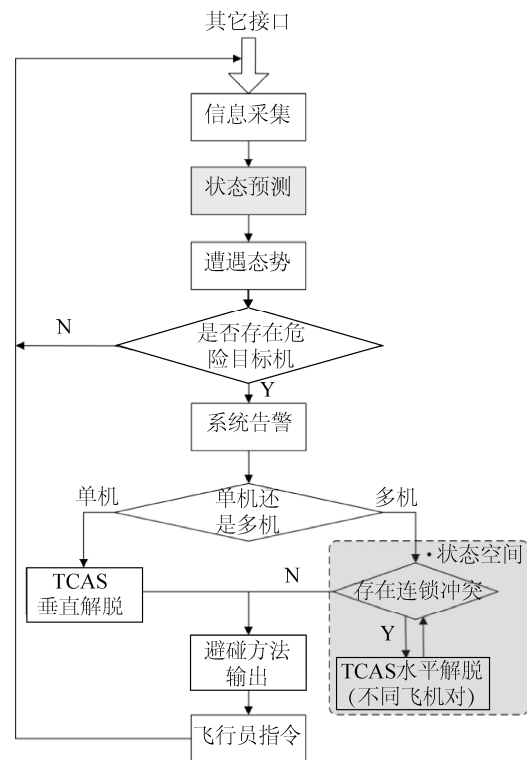 其它接口
信息采集
状态预测
遭遇态势
N
是否存在危
险目标机
Y
系统告警
单机
单机还
是多机
多机
·状态空间
TCAS
垂直解脱
N
存在连锁冲突
Y
避碰方法
输出
TCAS水平解脱
(不同飞机对)
飞行员指令